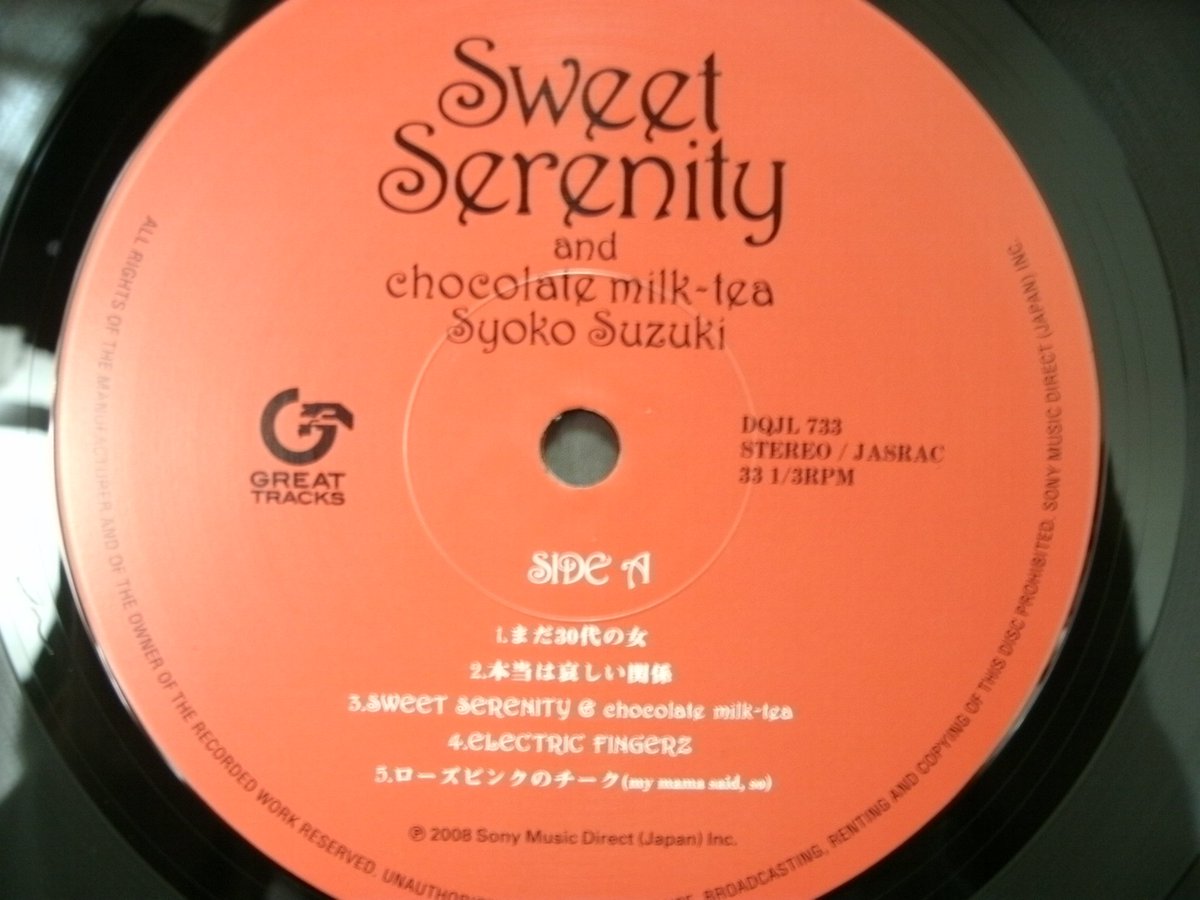 Sweet
Serenity
and
chocolate milk-tea
Syoko Suzuki
GREAT
TRACKS
DQJL 733
STEREO / JASRAC
33 1/3RPM
SIDE A
1.まだ30代の女
2.本当は哀しい関係
3.SWEET SERENITY & chocolate milk-tea
4.ELECTRIC FINGERZ
5.ローズピンクのチーク(my mama said, so)
℗ 2008 Sony Music Direct (Japan) Inc.
ALL RIGHTS OF THE MANUFACTURER AND OF THE OWNER OF THE RECORDED WORK RESERVED. BROADCASTING, RENTING AND COPYING OF THIS DISC PROHIBITED. SONY MUSIC DIRECT (JAPAN) INC.